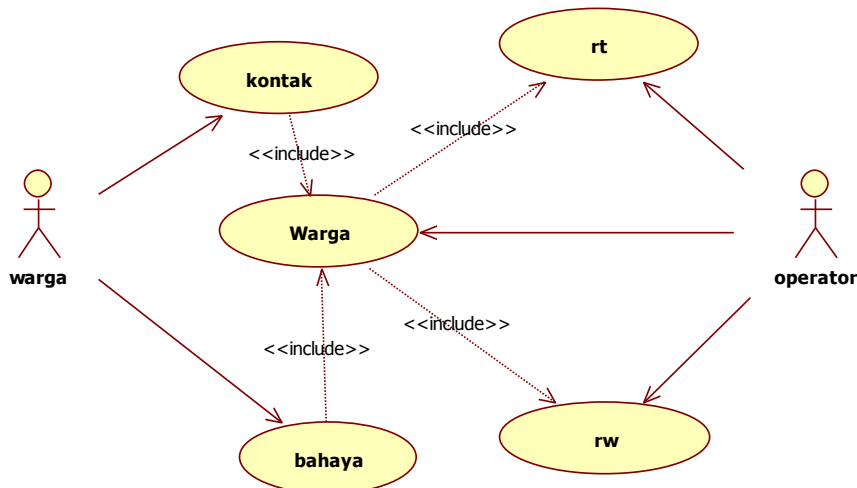 rt
kontak
<<include>>
<<include>>
Warga
warga
operator
<<include>>
<<include>>
rw
bahaya